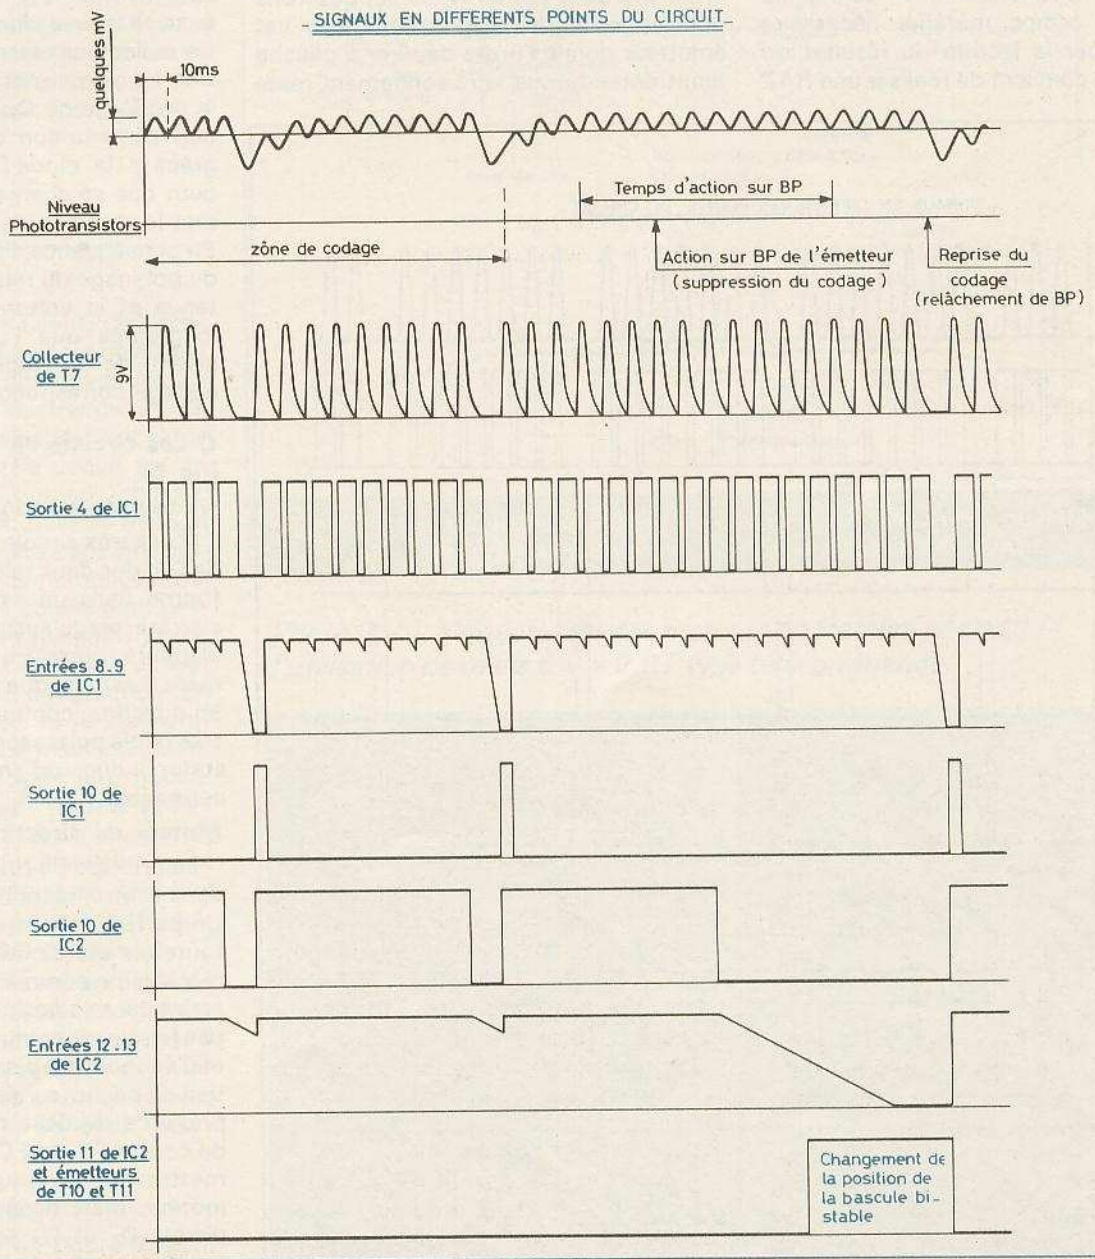 SIGNAUX EN DIFFERENTS POINTS DU CIRCUIT
quelques mV
10ms
Niveau
Phototransistors
Temps d'action sur BP
zône de codage
Action sur BP de l'émetteur
(suppression du codage)
Reprise du
codage
(relâchement de BP)
Collecteur
de T7
9V
Sortie 4 de IC1
Entrées 8.9
de IC1
Sortie 10 de
IC1
Sortie 10 de
IC2
Entrées 12.13
de IC2
Sortie 11 de IC2
et émetteurs
de T10 et T11
Changement de
la position de
la bascule bi-
stable